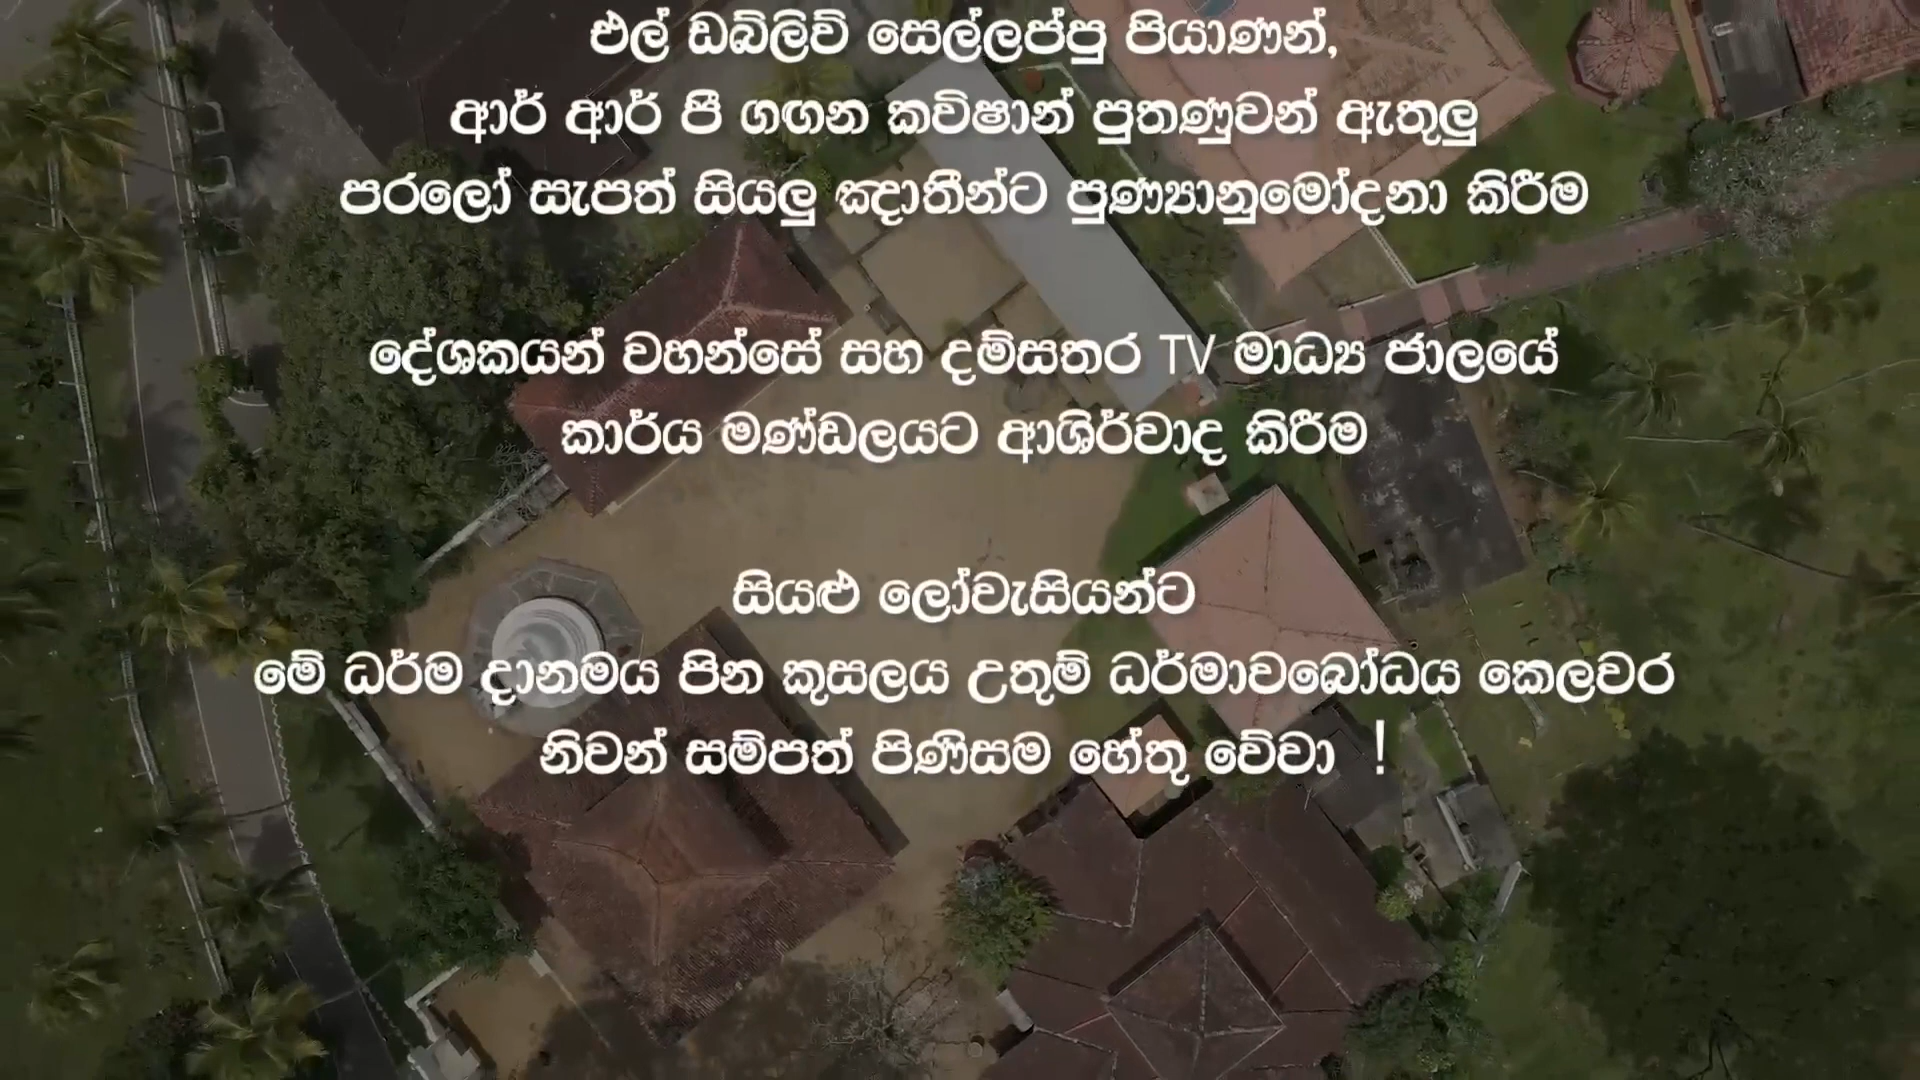 එල් ඩබ්ලිව් සෙල්ලප්පු පියාණන්,
ආර් ආර් පී ගගන කවිෂාන් පුතණුවන් ඇතුලු
පරලෝ සැපත් සියලු ඤාතීන්ට පුණ්‍යානුමෝදනා කිරීම
දේශකයන් වහන්සේ සහ දම්සතර TV මාධ්‍ය ජාලයේ
කාර්ය මණ්ඩලයට ආශිර්වාද කිරීම
සියළු ලෝවැසියන්ට
මේ ධර්ම දානමය පින කුසලය උතුම් ධර්මාවබෝධය කෙලවර
නිවන් සම්පත් පිණිසම හේතු වේවා !